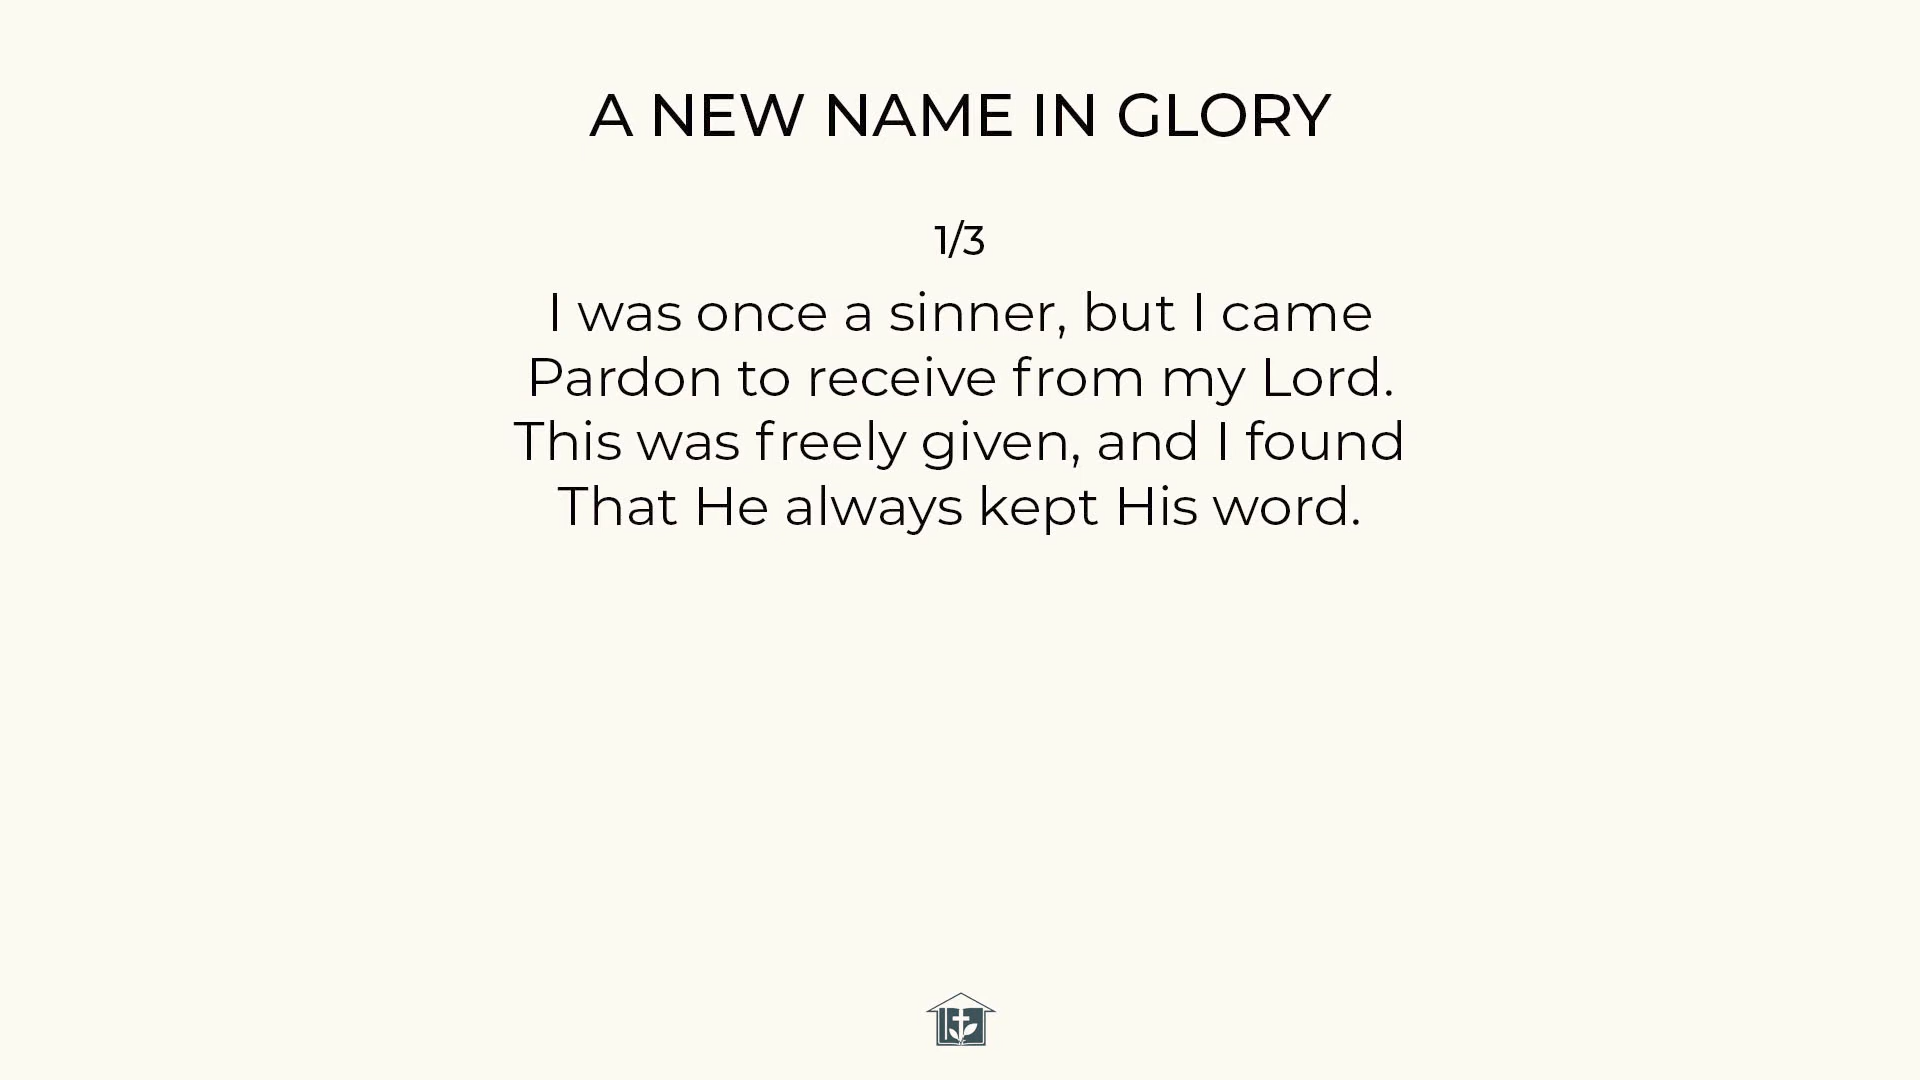 A NEW NAME IN GLORY
1/3
I was once a sinner, but I came
Pardon to receive from my Lord.
This was freely given, and I found
That He always kept His word.